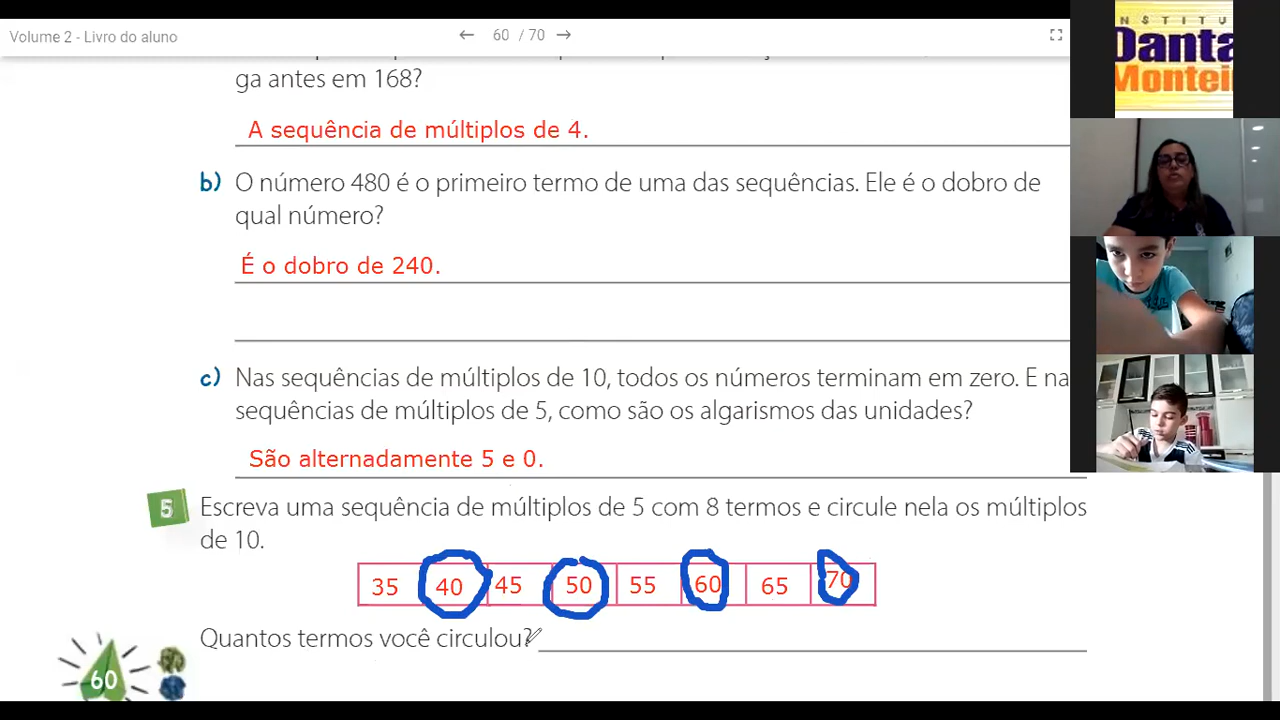 Volume 2 - Livro do aluno
← 60 / 70 →
ga antes em 168?
A sequência de múltiplos de 4.
b) O número 480 é o primeiro termo de uma das sequências. Ele é o dobro de
qual número?
É o dobro de 240.
c) Nas sequências de múltiplos de 10, todos os números terminam em zero. E na
sequências de múltiplos de 5, como são os algarismos das unidades?
São alternadamente 5 e 0.
5 Escreva uma sequência de múltiplos de 5 com 8 termos e circule nela os múltiplos
de 10.
35 40 45 50 55 60 65 70
Quantos termos você circulou?
60
NSTITU
Danta
Montei